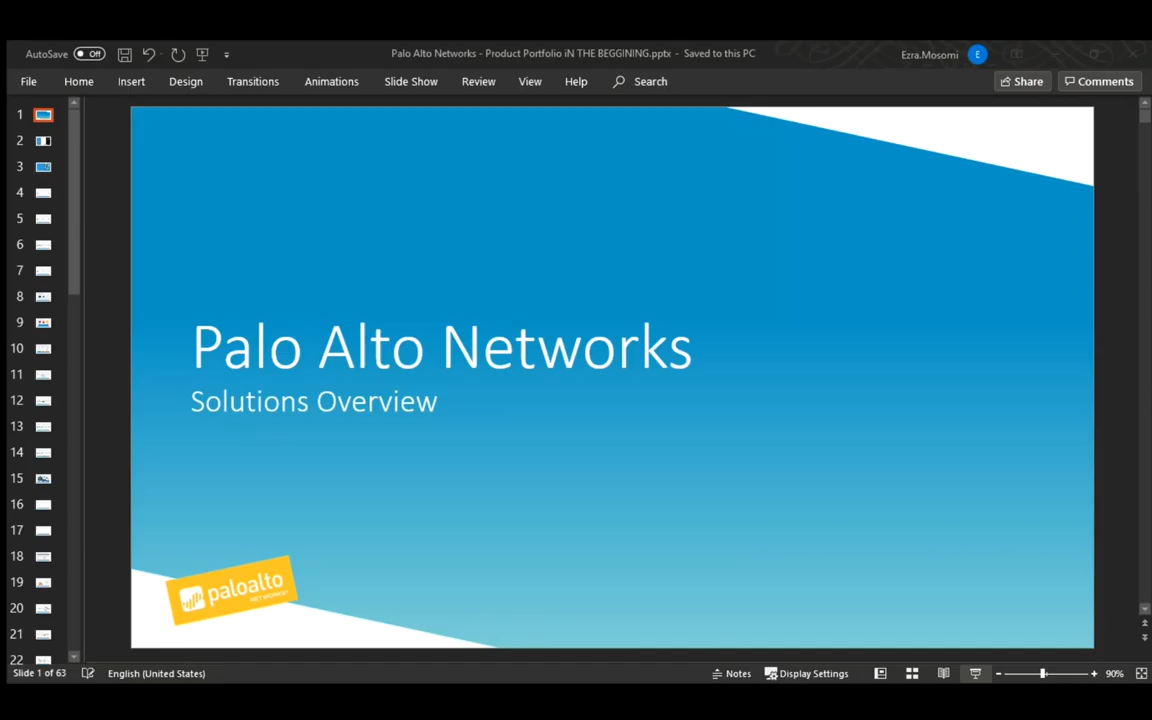 AutoSave Off
Palo Alto Networks - Product Portfolio iN THE BEGGINING.pptx - Saved to this PC
Ezra.Mosomi E
File Home Insert Design Transitions Animations Slide Show Review View Help Search Share Comments
1
2
3
4
5
6
7
8
9
10
11
12
13
14
15
16
17
18
19
20
21
22
Palo Alto Networks
Solutions Overview
paloalto
NETWORKS
Slide 1 of 63 English (United States) Notes Display Settings 90%